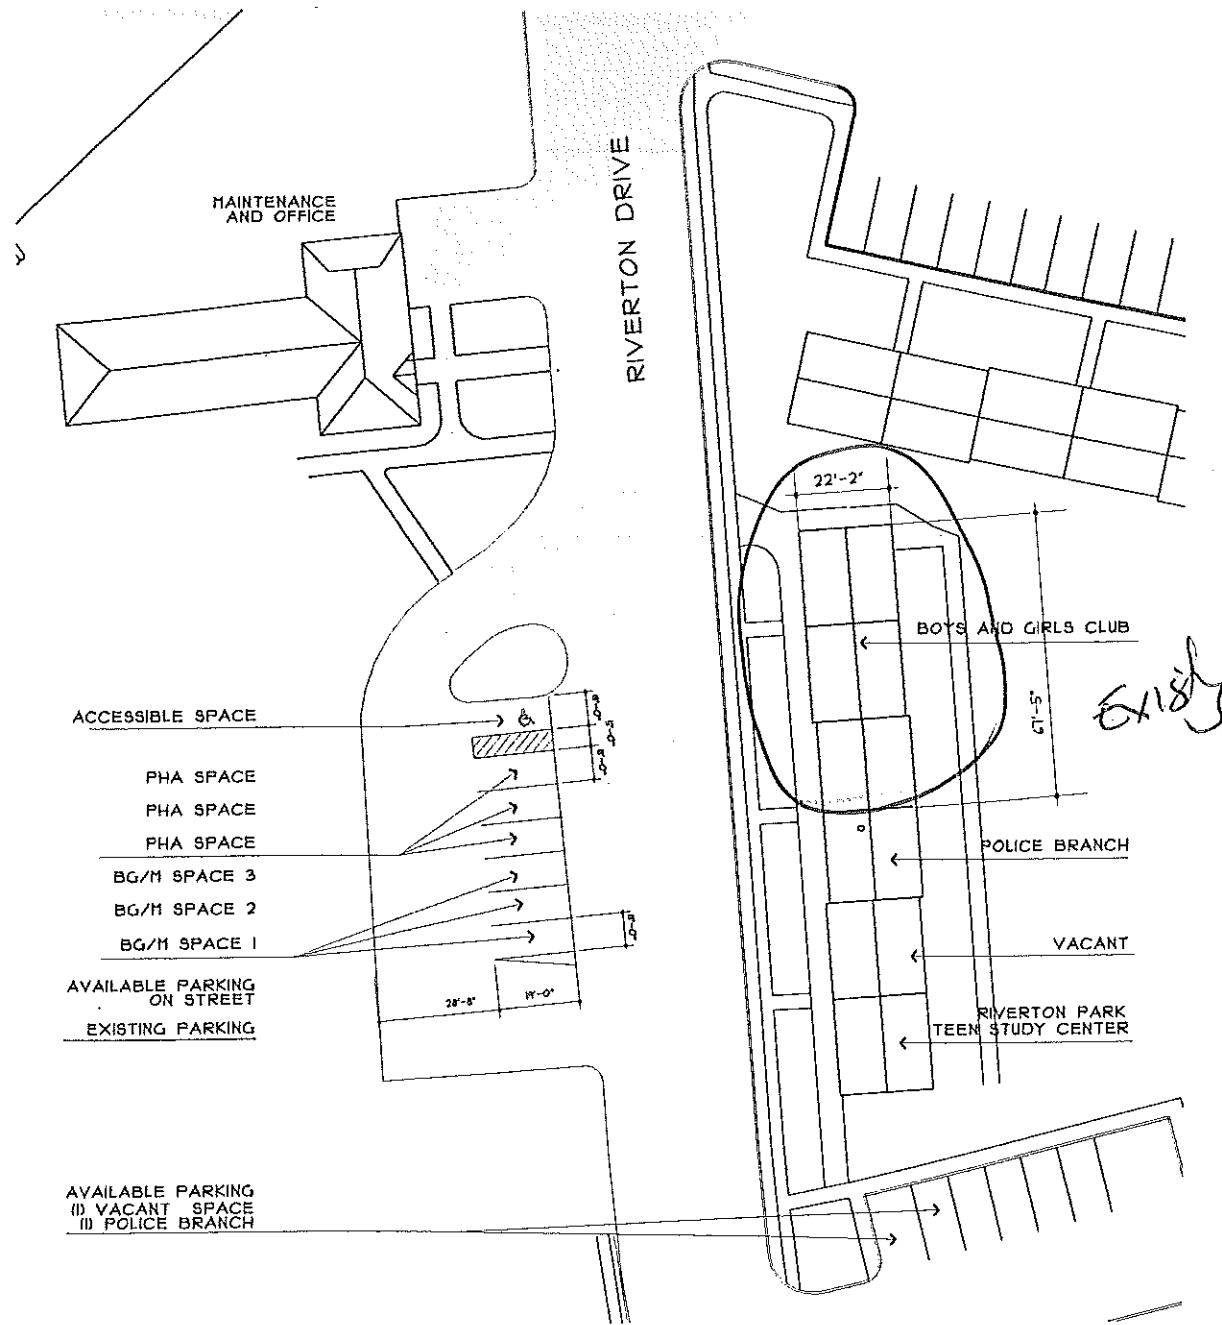 MAINTENANCE
AND OFFICE
RIVERTON DRIVE
22'-2"
BOYS AND GIRLS CLUB
67'-5"
ACCESSIBLE SPACE
PHA SPACE
PHA SPACE
PHA SPACE
BG/M SPACE 3
BG/M SPACE 2
BG/M SPACE 1
AVAILABLE PARKING
ON STREET
EXISTING PARKING
POLICE BRANCH
VACANT
RIVERTON PARK
TEEN STUDY CENTER
AVAILABLE PARKING
(1) VACANT SPACE
(1) POLICE BRANCH